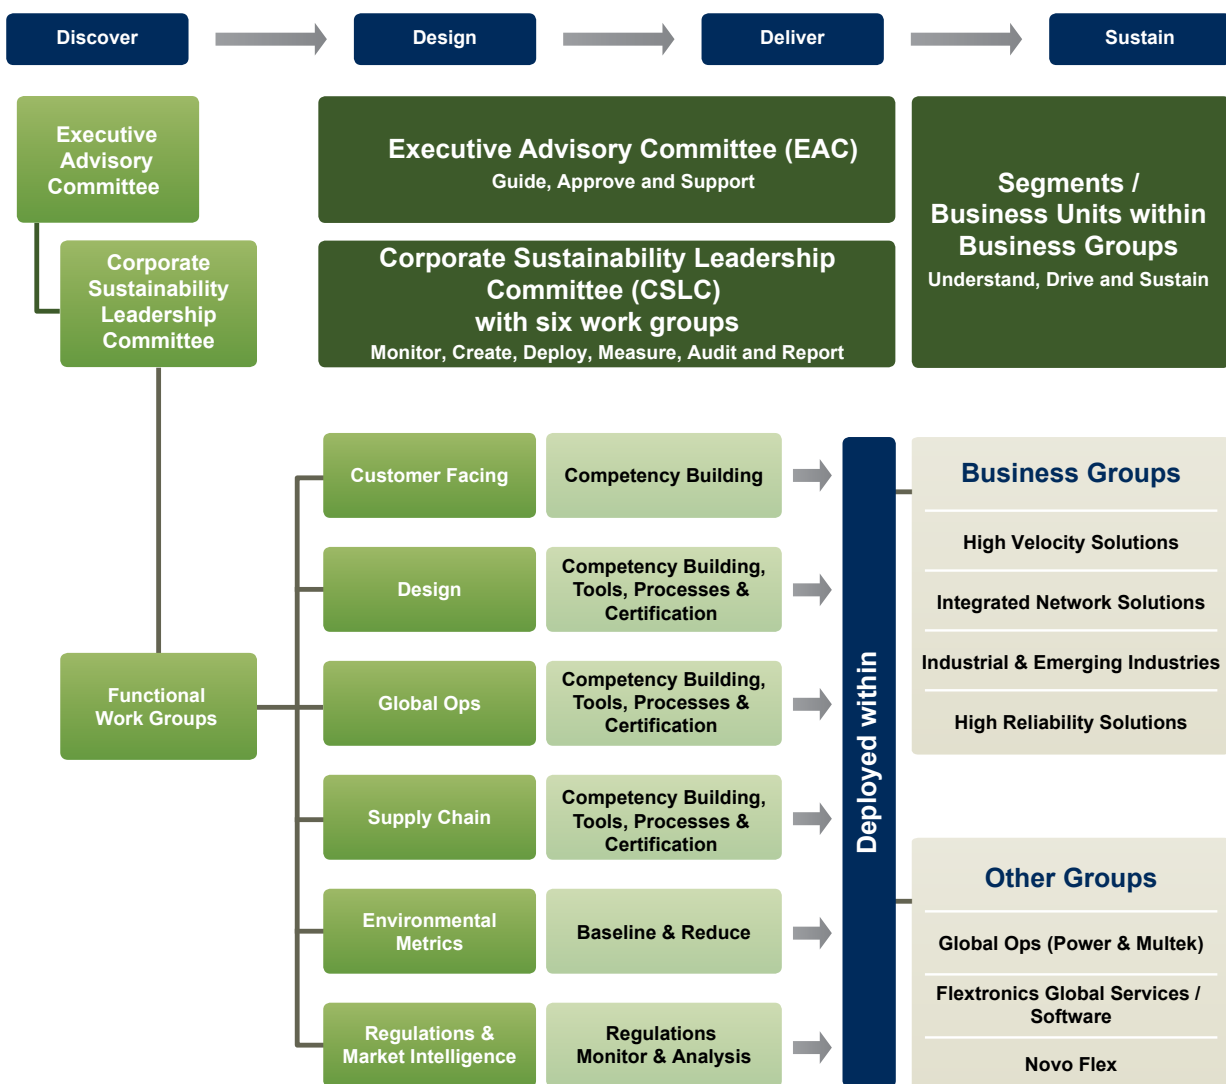 Discover
Design
Deliver
Sustain
Executive
Advisory
Committee
Executive Advisory Committee (EAC)
Guide, Approve and Support
Segments /
Business Units within
Business Groups
Understand, Drive and Sustain
Corporate
Sustainability
Leadership
Committee
Corporate Sustainability Leadership
Committee (CSLC)
with six work groups
Monitor, Create, Deploy, Measure, Audit and Report
Functional
Work Groups
Customer Facing
Competency Building
Design
Competency Building,
Tools, Processes &
Certification
Global Ops
Competency Building,
Tools, Processes &
Certification
Supply Chain
Competency Building,
Tools, Processes &
Certification
Environmental
Metrics
Baseline & Reduce
Regulations &
Market Intelligence
Regulations
Monitor & Analysis
Deployed within
Business Groups
High Velocity Solutions
Integrated Network Solutions
Industrial & Emerging Industries
High Reliability Solutions
Other Groups
Global Ops (Power & Multek)
Flextronics Global Services /
Software
Novo Flex